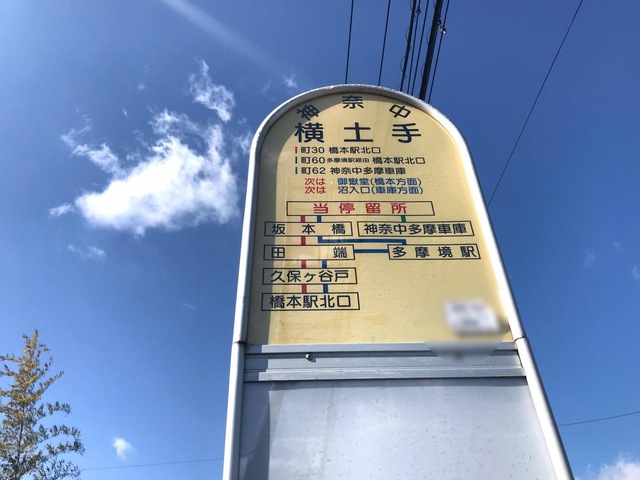 神奈中
横土手
町30 橋本駅北口
町60 多摩境駅経由 橋本駅北口
町62 神奈中多摩車庫
次は 御嶽堂(橋本方面)
次は 沼入口(車庫方面)
当停留所
坂本橋 神奈中多摩車庫
田端 多摩境駅
久保ヶ谷戸
橋本駅北口